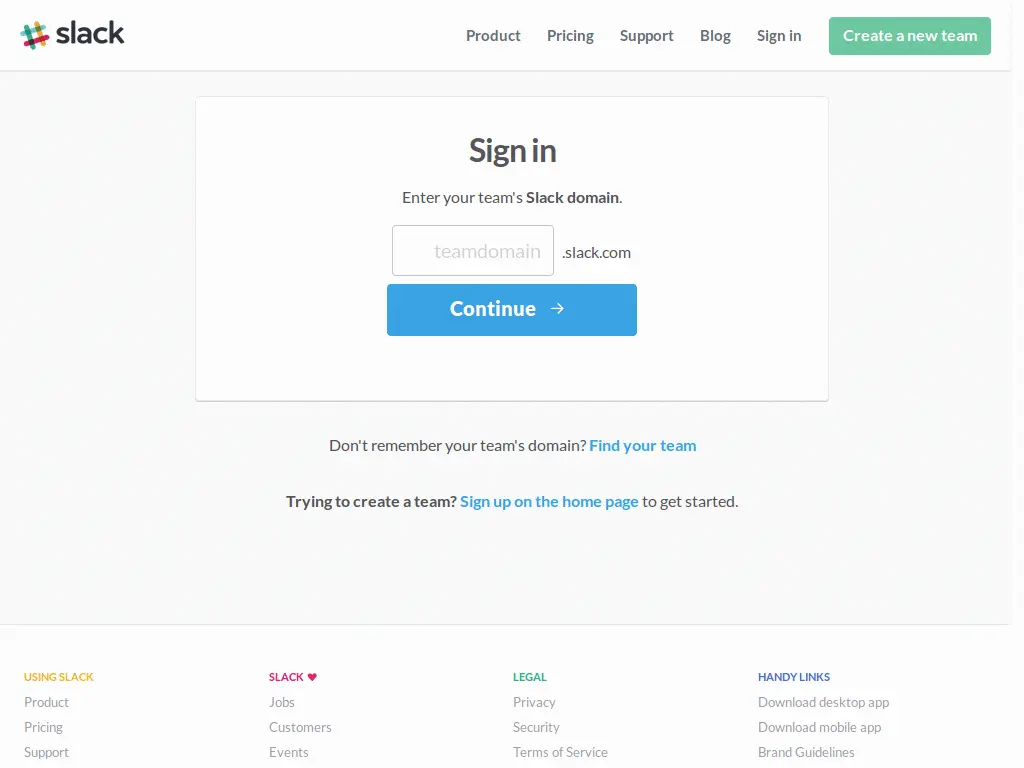 slack
Product Pricing Support Blog Sign in Create a new team
Sign in
Enter your team's Slack domain.
teamdomain .slack.com
Continue →
Don't remember your team's domain? Find your team
Trying to create a team? Sign up on the home page to get started.
USING SLACK
Product
Pricing
Support
SLACK ♥
Jobs
Customers
Events
LEGAL
Privacy
Security
Terms of Service
HANDY LINKS
Download desktop app
Download mobile app
Brand Guidelines